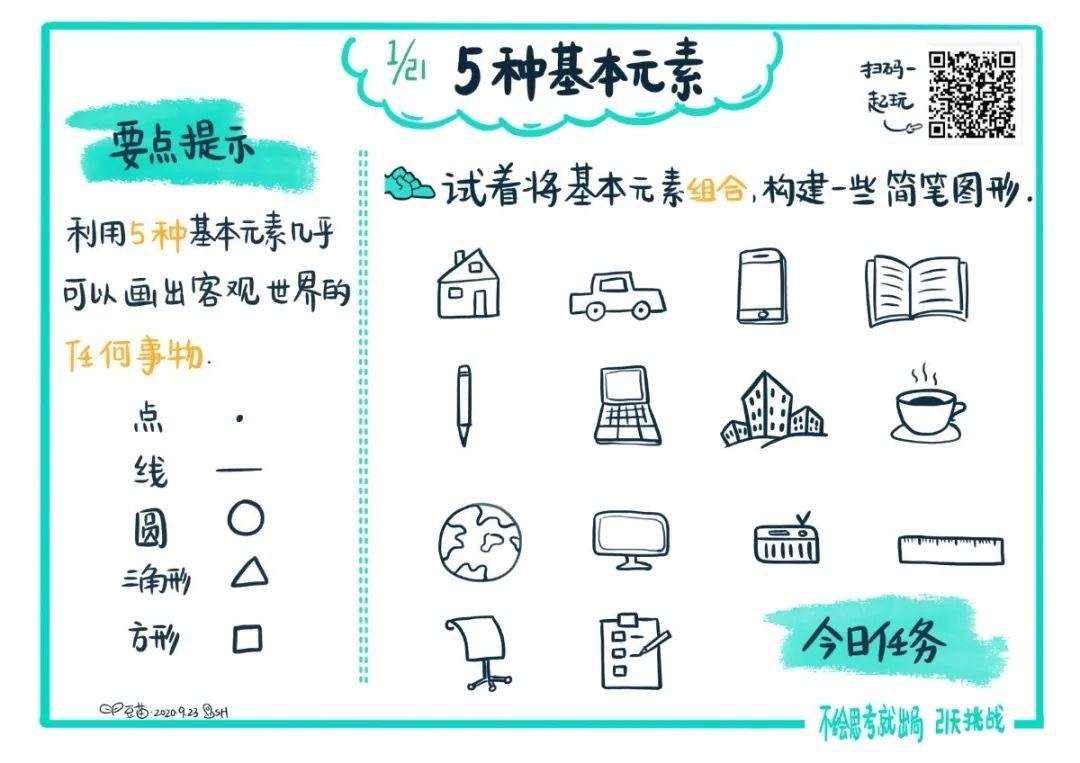 1/21 5种基本元素
扫码一
起玩
要点提示
利用5种基本元素几乎
可以画出客观世界的
任何事物.
点
线
圆
三角形
方形
试着将基本元素组合,构建一些简笔图形.
今日任务
豆苗·2020.9.23 SH
不绘思考就出局 21天挑战